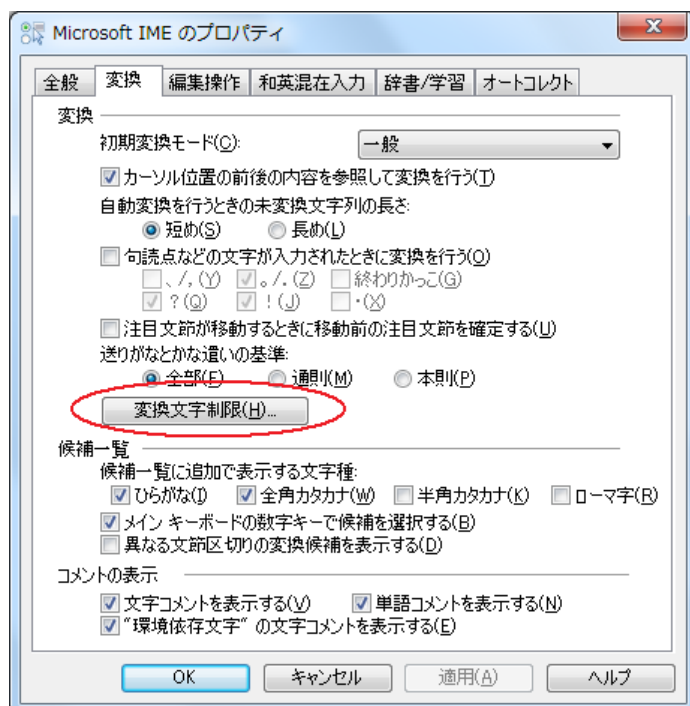 Microsoft IME のプロパティ
全般 変換 編集操作 和英混在入力 辞書/学習 オートコレクト
変換
初期変換モード(C): 一般
カーソル位置の前後の内容を参照して変換を行う(T)
自動変換を行うときの未変換文字列の長さ:
短め(S) 長め(L)
句読点などの文字が入力されたときに変換を行う(O)
、/,(Y) 。/.(Z) 終わりかっこ(G)
?(Q) !(J) ・(X)
注目文節が移動するときに移動前の注目文節を確定する(U)
送りがなとかな遣いの基準:
全部(F) 通則(M) 本則(P)
変換文字制限(H)...
候補一覧
候補一覧に追加で表示する文字種:
ひらがな(I) 全角カタカナ(W) 半角カタカナ(K) ローマ字(R)
メイン キーボードの数字キーで候補を選択する(B)
異なる文節区切りの変換候補を表示する(D)
コメントの表示
文字コメントを表示する(V) 単語コメントを表示する(N)
"環境依存文字" の文字コメントを表示する(E)
OK キャンセル 適用(A) ヘルプ